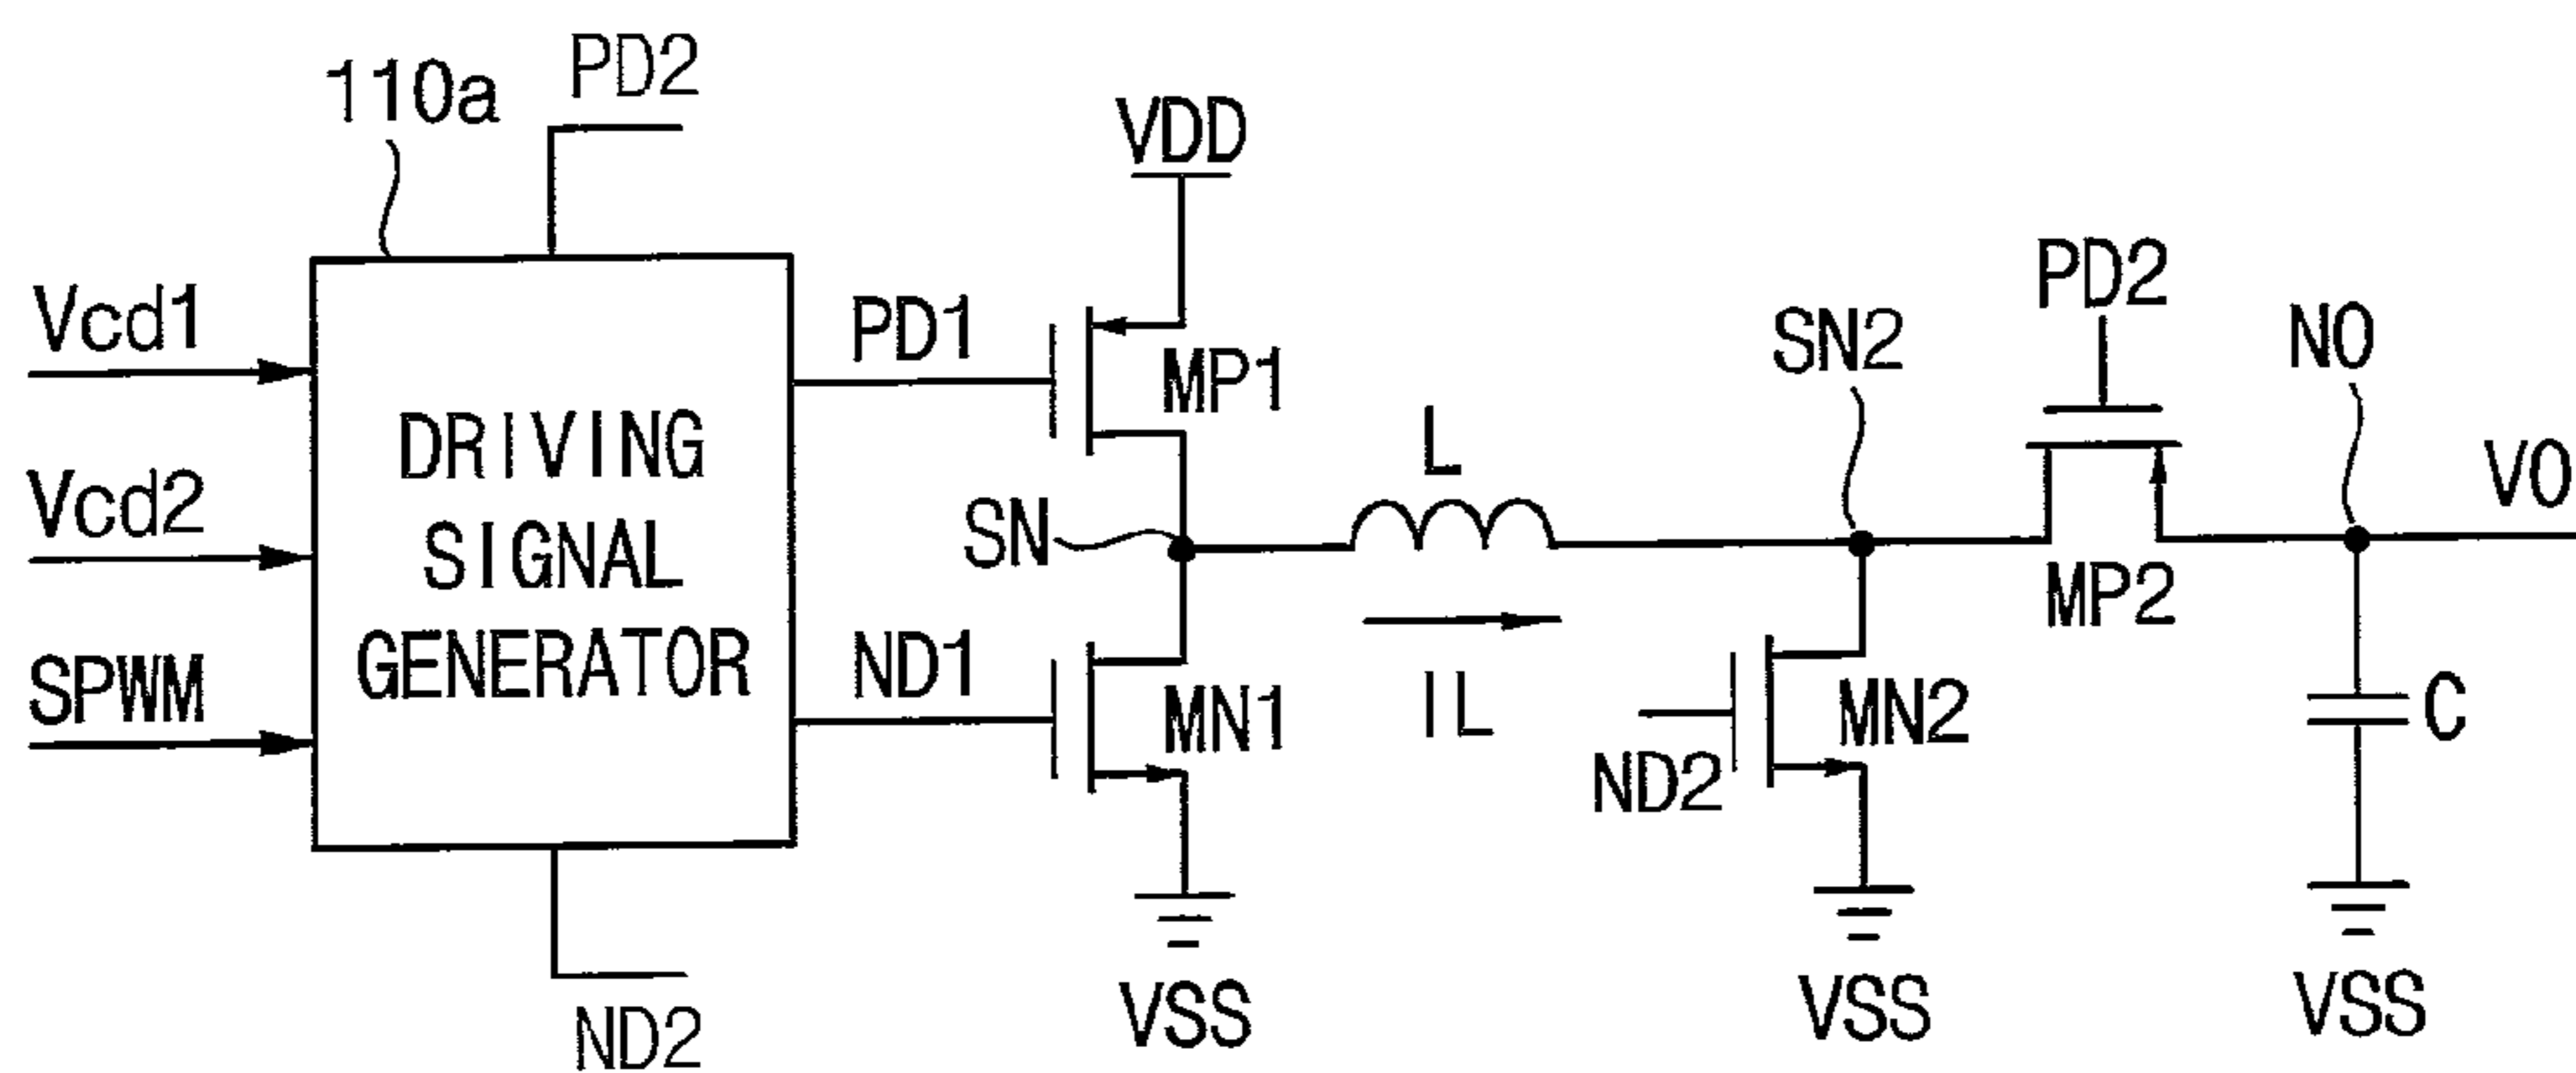 110a
PD2
VDD
Vcd1
Vcd2
SPWM
DRIVING
SIGNAL
GENERATOR
PD1
ND1
ND2
MP1
SN
MN1
VSS
L
IL
SN2
ND2
MN2
VSS
PD2
MP2
NO
VO
C
VSS